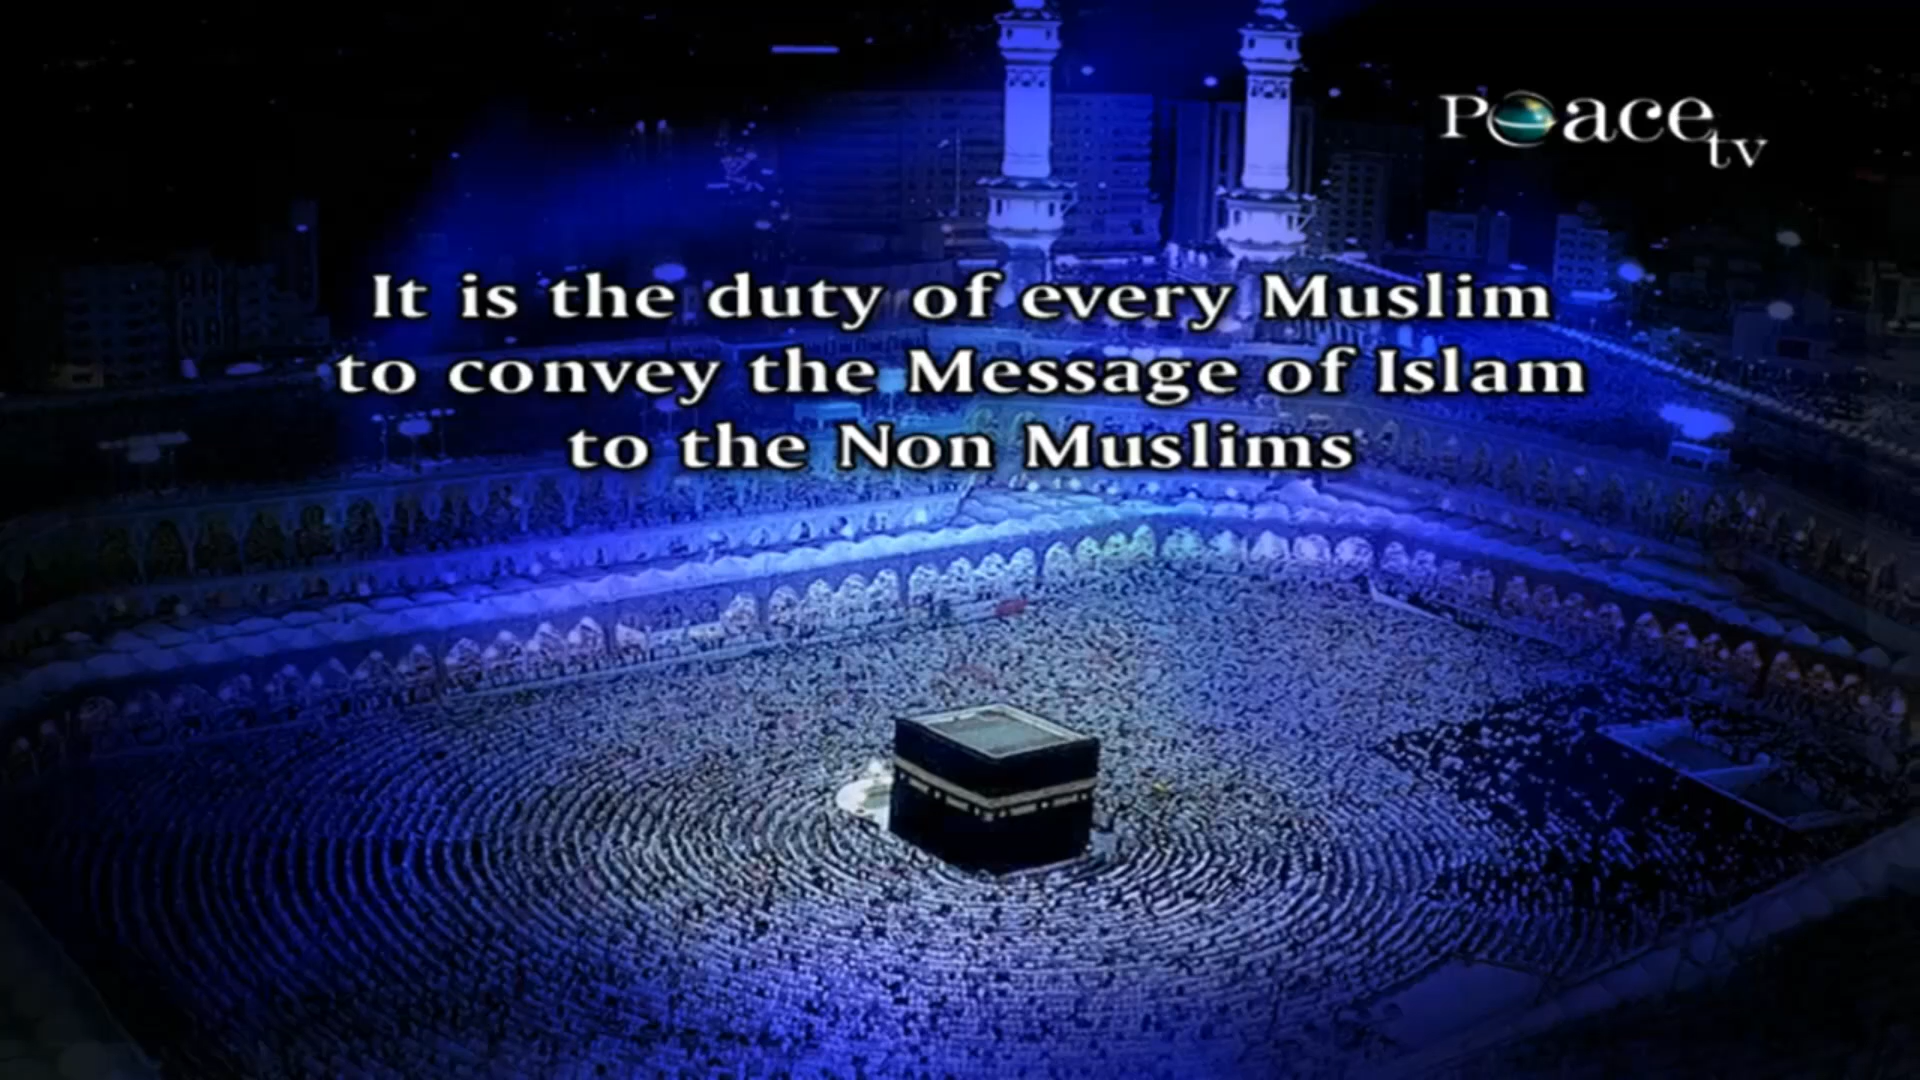 Peace tv
It is the duty of every Muslim
to convey the Message of Islam
to the Non Muslims